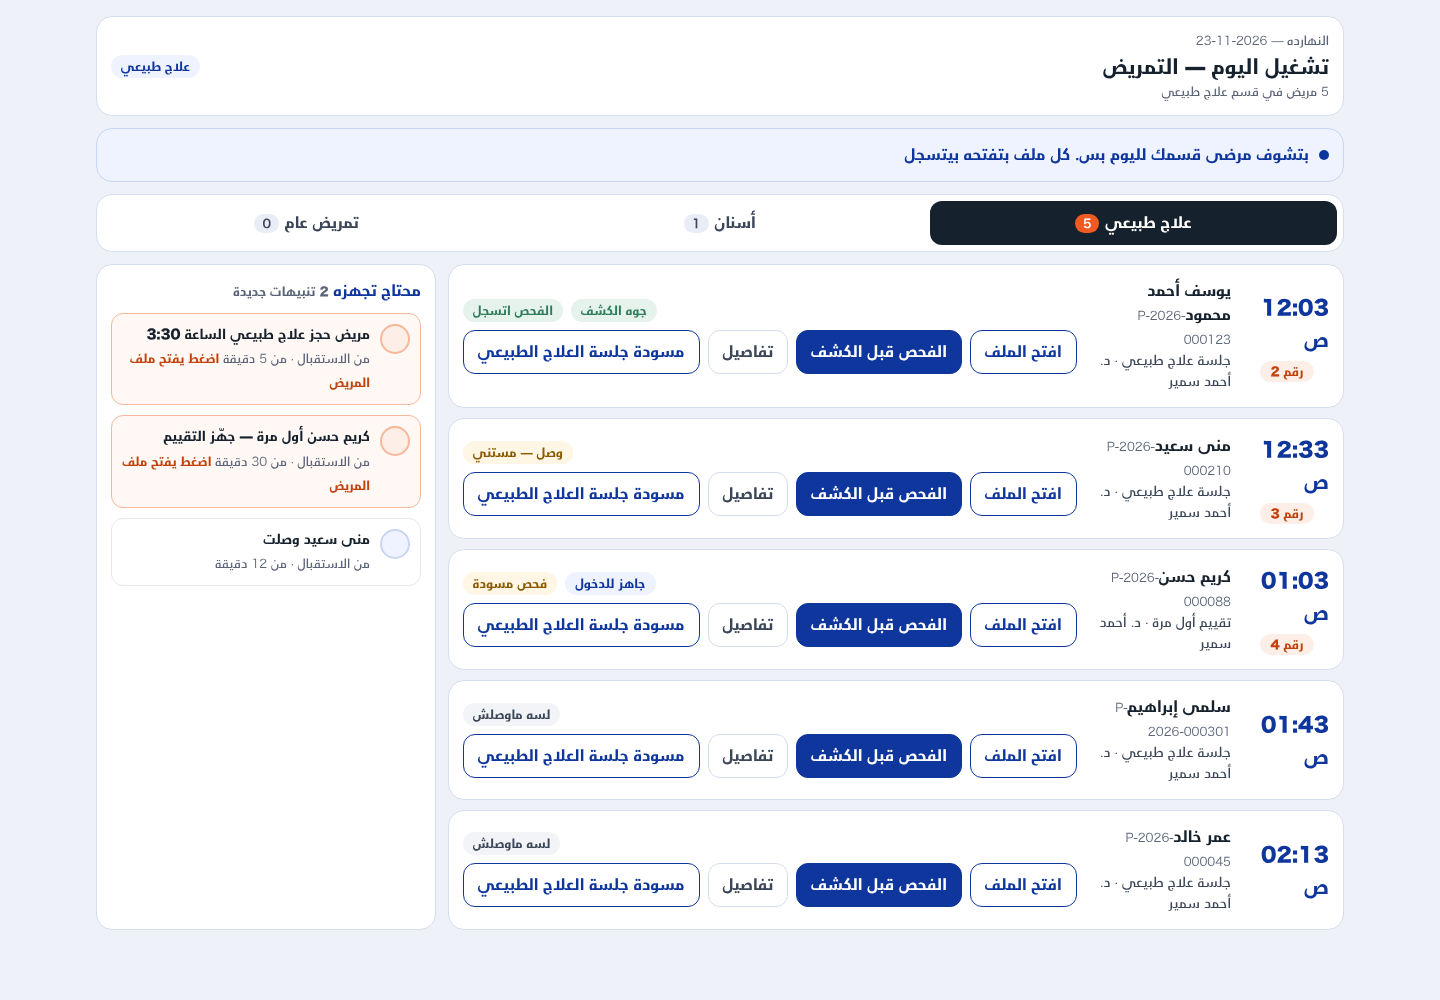 النهارده — 2026-11-23
تشغيل اليوم — التمريض
5 مريض في قسم علاج طبيعي
علاج طبيعي
بتشوف مرضى قسمك لليوم بس. كل ملف بتفتحه بيتسجل
علاج طبيعي 5
أسنان 1
تمريض عام 0
12:03
ص
رقم 2
يوسف أحمد
محمود P-2026-
000123
جلسة علاج طبيعي · د.
أحمد سمير
جوه الكشف
الفحص اتسجل
افتح الملف
الفحص قبل الكشف
تفاصيل
مسودة جلسة العلاج الطبيعي
12:33
ص
رقم 3
منى سعيد P-2026-
000210
جلسة علاج طبيعي · د.
أحمد سمير
وصل — مستني
افتح الملف
الفحص قبل الكشف
تفاصيل
مسودة جلسة العلاج الطبيعي
01:03
ص
رقم 4
كريم حسن P-2026-
000088
تقييم أول مرة · د. أحمد
سمير
جاهز للدخول
فحص مسودة
افتح الملف
الفحص قبل الكشف
تفاصيل
مسودة جلسة العلاج الطبيعي
01:43
ص
سلمى إبراهيم P-
2026-000301
جلسة علاج طبيعي · د.
أحمد سمير
لسه ماوصلش
افتح الملف
الفحص قبل الكشف
تفاصيل
مسودة جلسة العلاج الطبيعي
02:13
ص
عمر خالد P-2026-
000045
جلسة علاج طبيعي · د.
أحمد سمير
لسه ماوصلش
افتح الملف
الفحص قبل الكشف
تفاصيل
مسودة جلسة العلاج الطبيعي
محتاج تجهزه 2 تنبيهات جديدة
مريض حجز علاج طبيعي الساعة 3:30
من الاستقبال · من 5 دقيقة اضغط يفتح ملف
المريض
كريم حسن أول مرة — جهّز التقييم
من الاستقبال · من 30 دقيقة اضغط يفتح ملف
المريض
منى سعيد وصلت
من الاستقبال · من 12 دقيقة